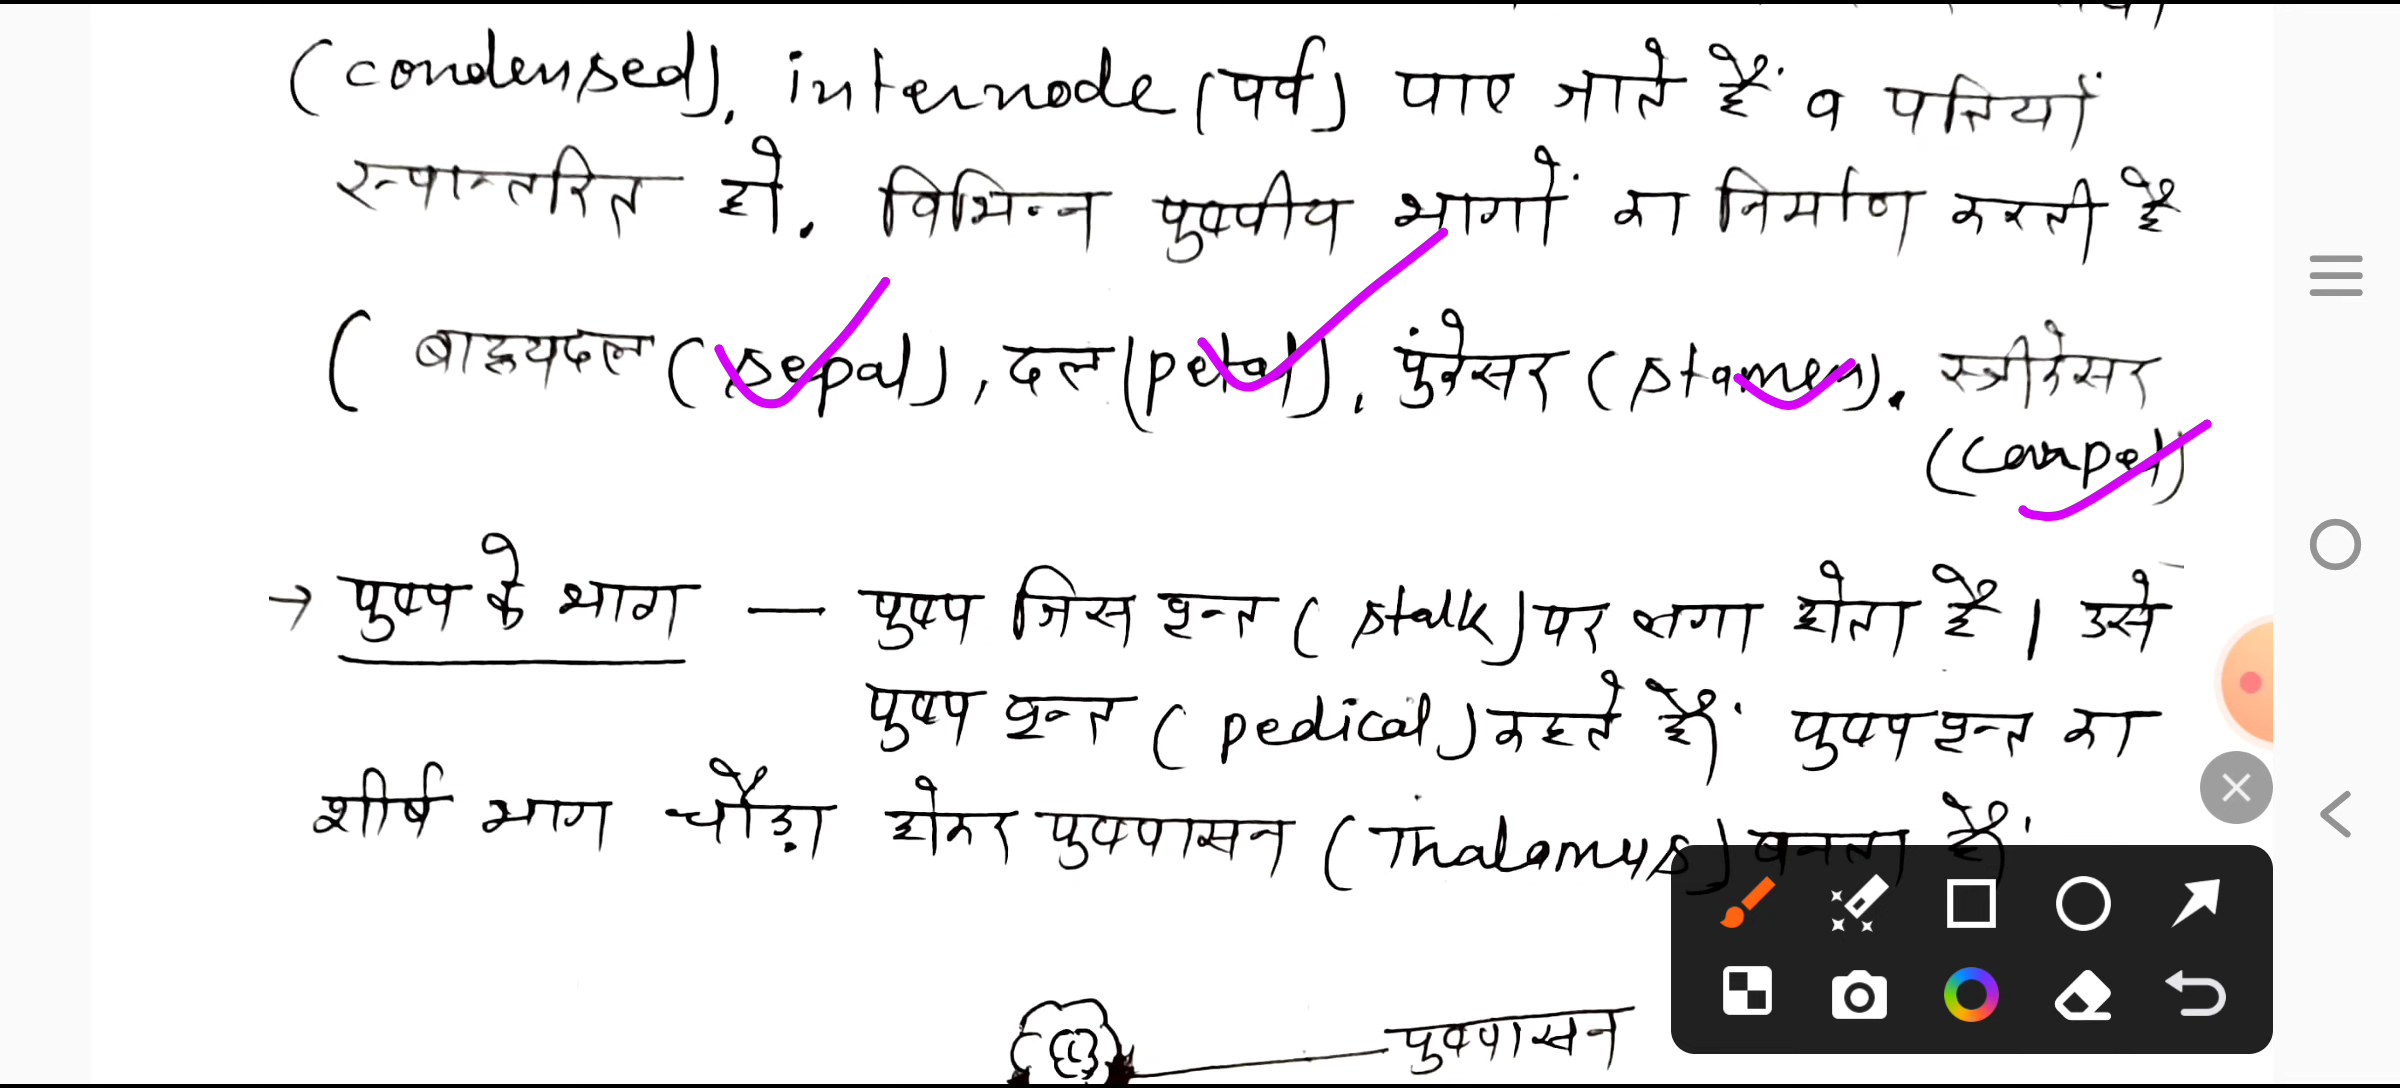 (condensed), internode (पर्व) पाए जाते हैं व पत्तियाँ
रूपान्तरित हो. विभिन्न पुष्पीय भागों का निर्माण करती है
( बाह्यदल (sepal), दल (petal), पुंकेसर (stamen). स्त्रीकेसर
(carpel)
→ पुष्प के भाग — पुष्प जिस वृन्त (stalk) पर लगा होता है। उसे
पुष्प वृन्त (pedical) कहते है। पुष्प वृन्त का
शीर्ष भाग चौड़ा होकर पुष्पासन (Thalamus) बनता है।
पुष्पासन